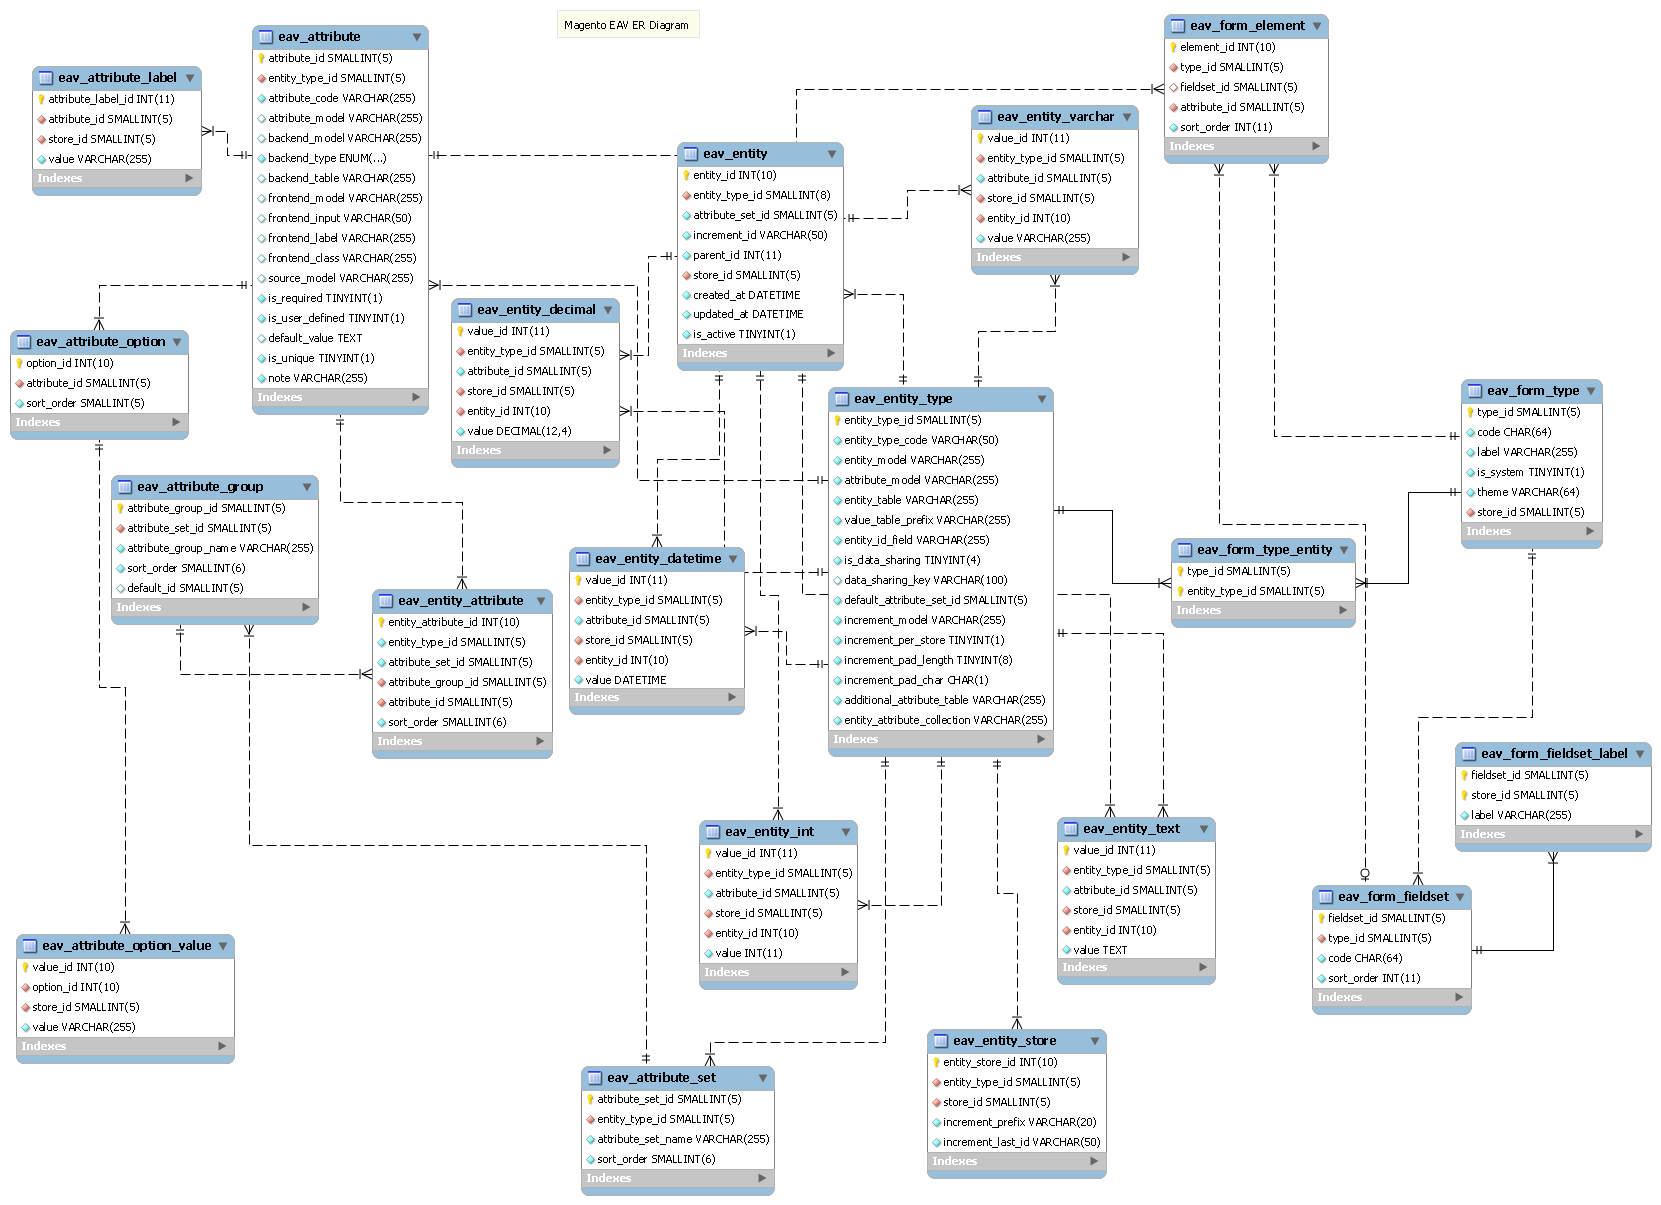 Magento EAV ER Diagram
eav_attribute
attribute_id SMALLINT(5)
entity_type_id SMALLINT(5)
attribute_code VARCHAR(255)
attribute_model VARCHAR(255)
backend_model VARCHAR(255)
backend_type ENUM(...)
backend_table VARCHAR(255)
frontend_model VARCHAR(255)
frontend_input VARCHAR(50)
frontend_label VARCHAR(255)
frontend_class VARCHAR(255)
source_model VARCHAR(255)
is_required TINYINT(1)
is_user_defined TINYINT(1)
default_value TEXT
is_unique TINYINT(1)
note VARCHAR(255)
Indexes
eav_attribute_label
attribute_label_id INT(11)
attribute_id SMALLINT(5)
store_id SMALLINT(5)
value VARCHAR(255)
Indexes
eav_form_element
element_id INT(10)
type_id SMALLINT(5)
fieldset_id SMALLINT(5)
attribute_id SMALLINT(5)
sort_order INT(11)
Indexes
eav_entity_varchar
value_id INT(11)
entity_type_id SMALLINT(5)
attribute_id SMALLINT(5)
store_id SMALLINT(5)
entity_id INT(10)
value VARCHAR(255)
Indexes
eav_entity
entity_id INT(10)
entity_type_id SMALLINT(8)
attribute_set_id SMALLINT(5)
increment_id VARCHAR(50)
parent_id INT(11)
store_id SMALLINT(5)
created_at DATETIME
updated_at DATETIME
is_active TINYINT(1)
Indexes
eav_entity_decimal
value_id INT(11)
entity_type_id SMALLINT(5)
attribute_id SMALLINT(5)
store_id SMALLINT(5)
entity_id INT(10)
value DECIMAL(12,4)
Indexes
eav_attribute_option
option_id INT(10)
attribute_id SMALLINT(5)
sort_order SMALLINT(5)
Indexes
eav_entity_type
entity_type_id SMALLINT(5)
entity_type_code VARCHAR(50)
entity_model VARCHAR(255)
attribute_model VARCHAR(255)
entity_table VARCHAR(255)
value_table_prefix VARCHAR(255)
entity_id_field VARCHAR(255)
is_data_sharing TINYINT(4)
data_sharing_key VARCHAR(100)
default_attribute_set_id SMALLINT(5)
increment_model VARCHAR(255)
increment_per_store TINYINT(1)
increment_pad_length TINYINT(8)
increment_pad_char CHAR(1)
additional_attribute_table VARCHAR(255)
entity_attribute_collection VARCHAR(255)
Indexes
eav_form_type
type_id SMALLINT(5)
code CHAR(64)
label VARCHAR(255)
is_system TINYINT(1)
theme VARCHAR(64)
store_id SMALLINT(5)
Indexes
eav_attribute_group
attribute_group_id SMALLINT(5)
attribute_set_id SMALLINT(5)
attribute_group_name VARCHAR(255)
sort_order SMALLINT(6)
default_id SMALLINT(5)
Indexes
eav_form_type_entity
type_id SMALLINT(5)
entity_type_id SMALLINT(5)
Indexes
eav_entity_datetime
value_id INT(11)
entity_type_id SMALLINT(5)
attribute_id SMALLINT(5)
store_id SMALLINT(5)
entity_id INT(10)
value DATETIME
Indexes
eav_entity_attribute
entity_attribute_id INT(10)
entity_type_id SMALLINT(5)
attribute_set_id SMALLINT(5)
attribute_group_id SMALLINT(5)
attribute_id SMALLINT(5)
sort_order SMALLINT(6)
Indexes
eav_form_fieldset_label
fieldset_id SMALLINT(5)
store_id SMALLINT(5)
label VARCHAR(255)
Indexes
eav_entity_int
value_id INT(11)
entity_type_id SMALLINT(5)
attribute_id SMALLINT(5)
store_id SMALLINT(5)
entity_id INT(10)
value INT(11)
Indexes
eav_entity_text
value_id INT(11)
entity_type_id SMALLINT(5)
attribute_id SMALLINT(5)
store_id SMALLINT(5)
entity_id INT(10)
value TEXT
Indexes
eav_form_fieldset
fieldset_id SMALLINT(5)
type_id SMALLINT(5)
code CHAR(64)
sort_order INT(11)
Indexes
eav_attribute_option_value
value_id INT(10)
option_id INT(10)
store_id SMALLINT(5)
value VARCHAR(255)
Indexes
eav_entity_store
entity_store_id INT(10)
entity_type_id SMALLINT(5)
store_id SMALLINT(5)
increment_prefix VARCHAR(20)
increment_last_id VARCHAR(50)
Indexes
eav_attribute_set
attribute_set_id SMALLINT(5)
entity_type_id SMALLINT(5)
attribute_set_name VARCHAR(255)
sort_order SMALLINT(6)
Indexes